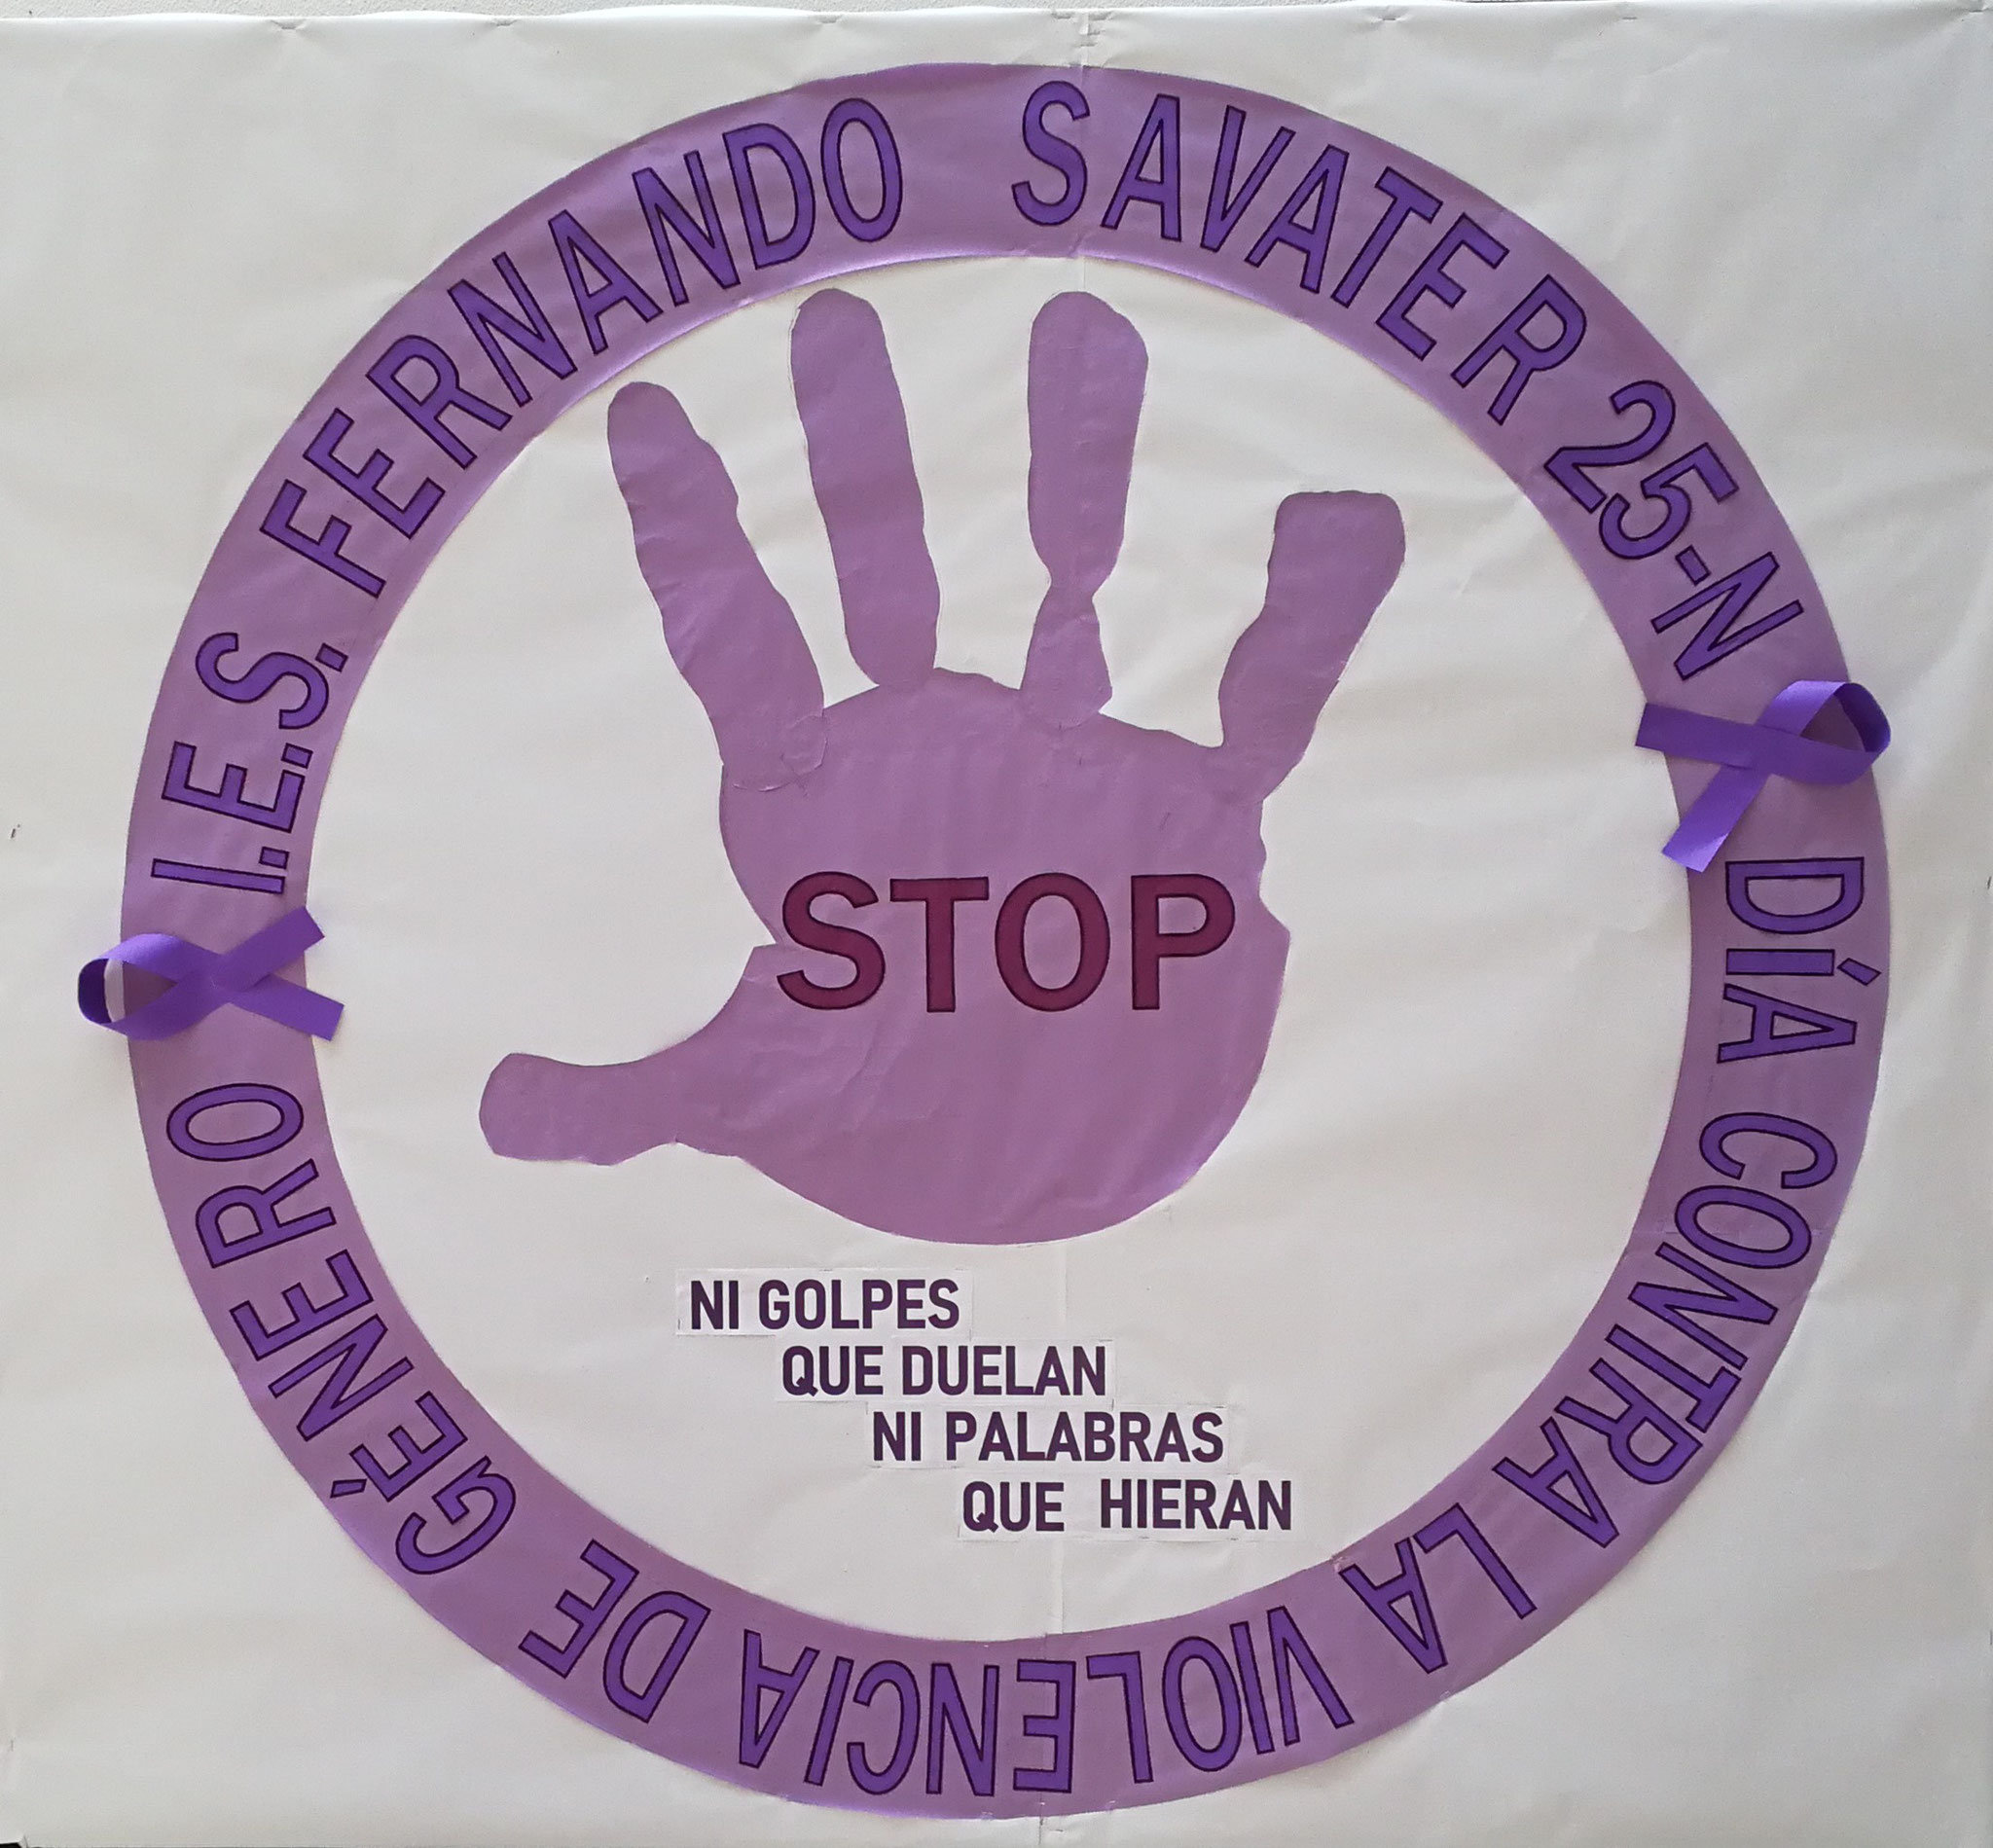 I.E.S. FERNANDO SAVATER 25-N
DÍA CONTRA LA VIOLENCIA DE GÉNERO
STOP
NI GOLPES
QUE DUELAN
NI PALABRAS
QUE HIERAN